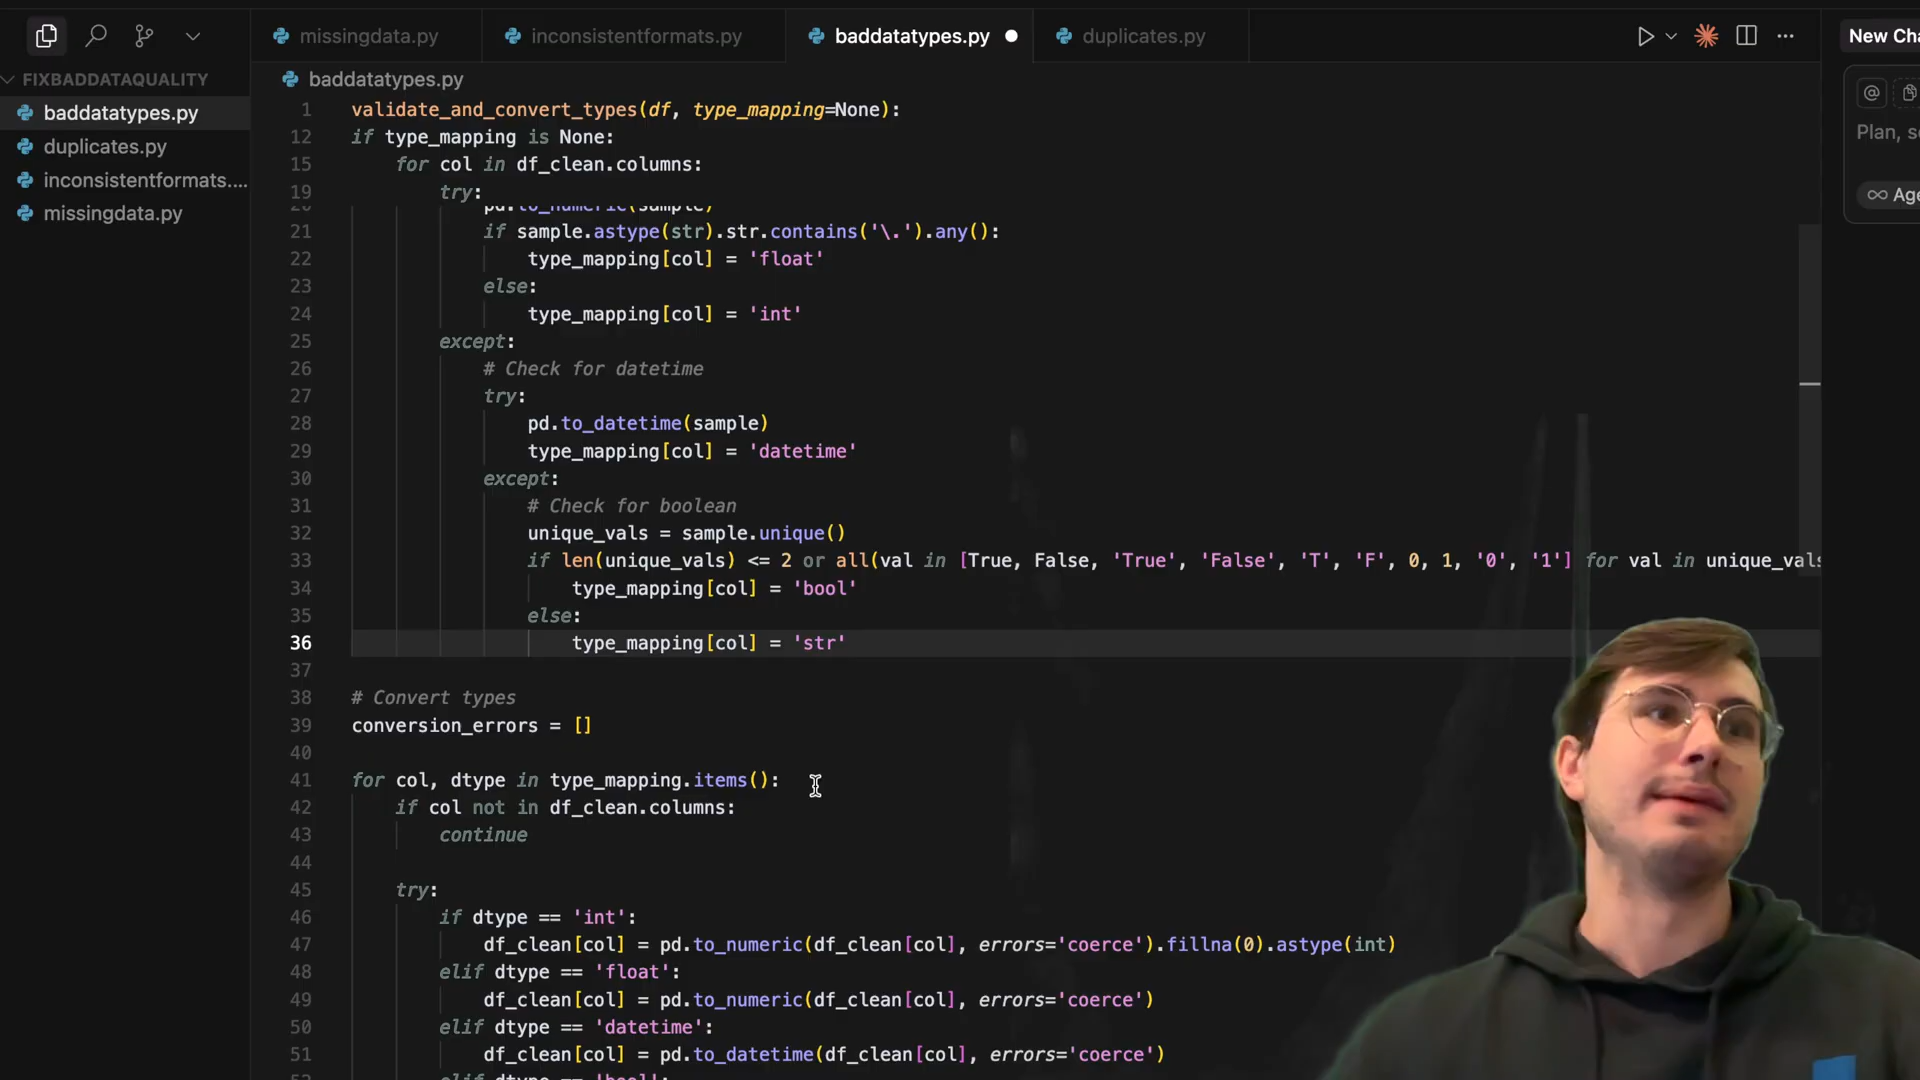 missingdata.py
inconsistentformats.py
baddatatypes.py
duplicates.py
New Cha
FIXBADDATAQUALITY
baddatatypes.py
duplicates.py
inconsistentformats....
missingdata.py
baddatatypes.py
@
Plan, s
∞ Age
1 validate_and_convert_types(df, type_mapping=None):
12 if type_mapping is None:
15 for col in df_clean.columns:
19 try:
20 pd.to_numeric(sample)
21 if sample.astype(str).str.contains('\.').any():
22 type_mapping[col] = 'float'
23 else:
24 type_mapping[col] = 'int'
25 except:
26 # Check for datetime
27 try:
28 pd.to_datetime(sample)
29 type_mapping[col] = 'datetime'
30 except:
31 # Check for boolean
32 unique_vals = sample.unique()
33 if len(unique_vals) <= 2 or all(val in [True, False, 'True', 'False', 'T', 'F', 0, 1, '0', '1'] for val in unique_vals
34 type_mapping[col] = 'bool'
35 else:
36 type_mapping[col] = 'str'
37
38 # Convert types
39 conversion_errors = []
40
41 for col, dtype in type_mapping.items():
42 if col not in df_clean.columns:
43 continue
44
45 try:
46 if dtype == 'int':
47 df_clean[col] = pd.to_numeric(df_clean[col], errors='coerce').fillna(0).astype(int)
48 elif dtype == 'float':
49 df_clean[col] = pd.to_numeric(df_clean[col], errors='coerce')
50 elif dtype == 'datetime':
51 df_clean[col] = pd.to_datetime(df_clean[col], errors='coerce')
52 elif dtype == 'bool':